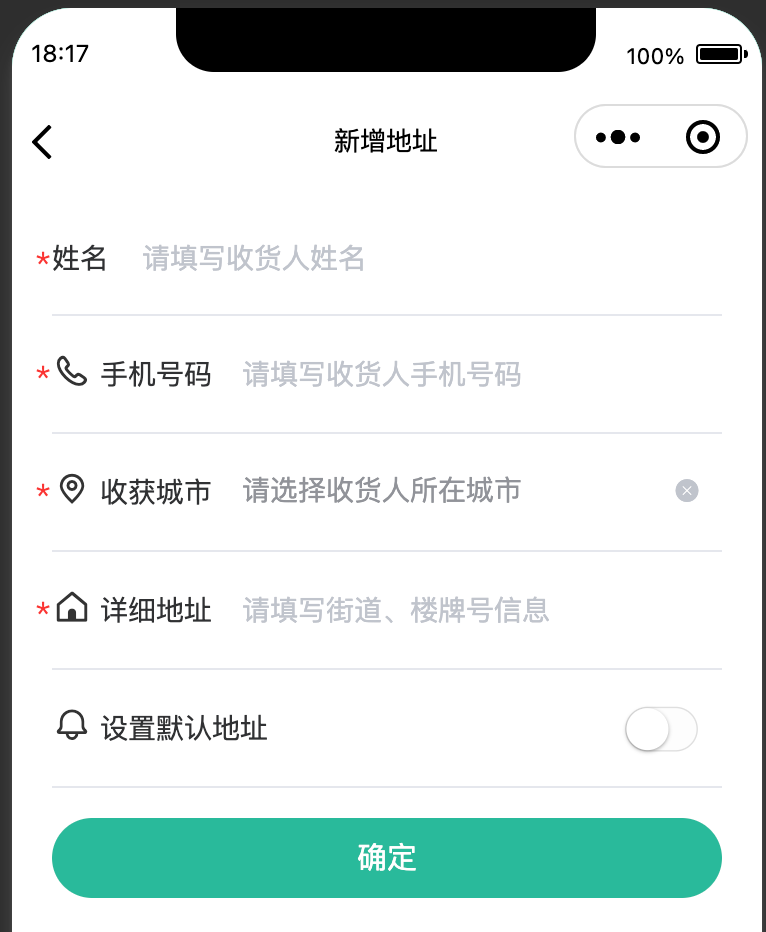 18:17
100%
新增地址
*姓名 请填写收货人姓名
* 手机号码 请填写收货人手机号码
* 收获城市 请选择收货人所在城市
* 详细地址 请填写街道、楼牌号信息
设置默认地址
确定